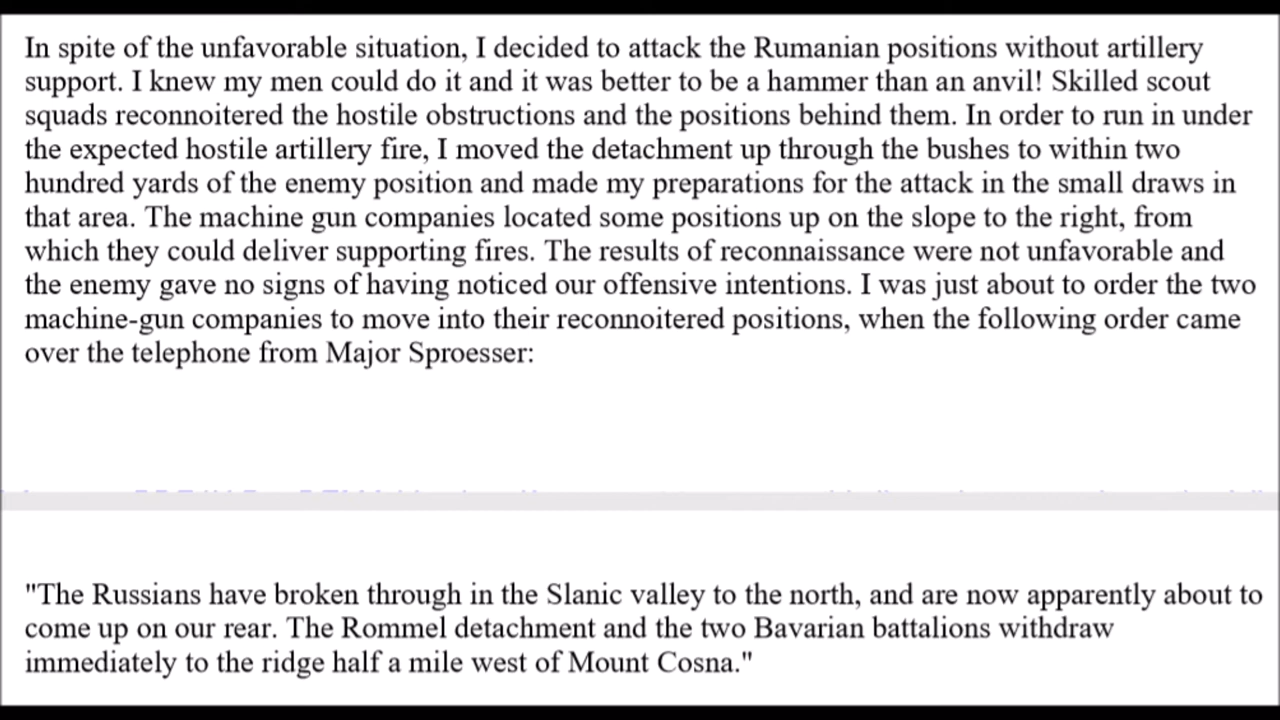 In spite of the unfavorable situation, I decided to attack the Rumanian positions without artillery
support. I knew my men could do it and it was better to be a hammer than an anvil! Skilled scout
squads reconnoitered the hostile obstructions and the positions behind them. In order to run in under
the expected hostile artillery fire, I moved the detachment up through the bushes to within two
hundred yards of the enemy position and made my preparations for the attack in the small draws in
that area. The machine gun companies located some positions up on the slope to the right, from
which they could deliver supporting fires. The results of reconnaissance were not unfavorable and
the enemy gave no signs of having noticed our offensive intentions. I was just about to order the two
machine-gun companies to move into their reconnoitered positions, when the following order came
over the telephone from Major Sproesser:
"The Russians have broken through in the Slanic valley to the north, and are now apparently about to
come up on our rear. The Rommel detachment and the two Bavarian battalions withdraw
immediately to the ridge half a mile west of Mount Cosna."